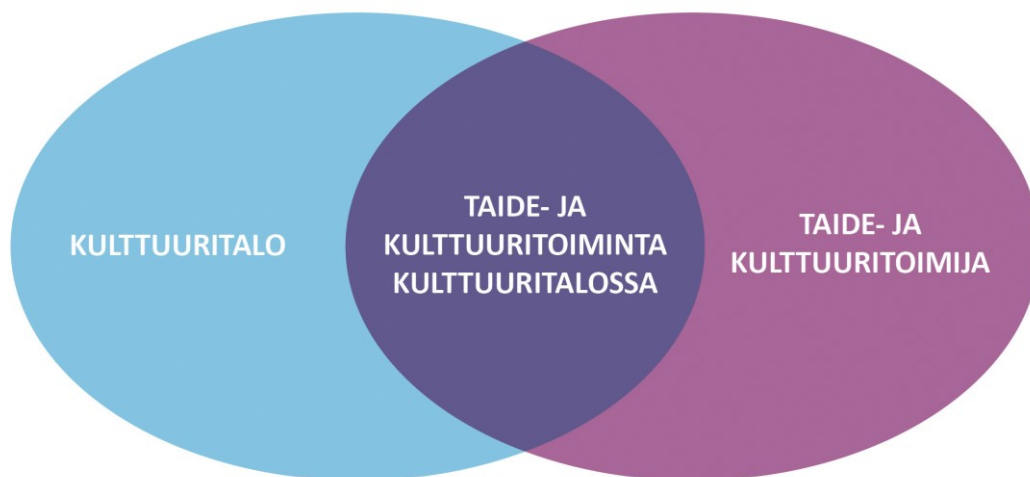 KULTTUURITALO
TAIDE- JA
KULTTUURITOIMINTA
KULTTUURITALOSSA
TAIDE- JA
KULTTUURITOIMIJA